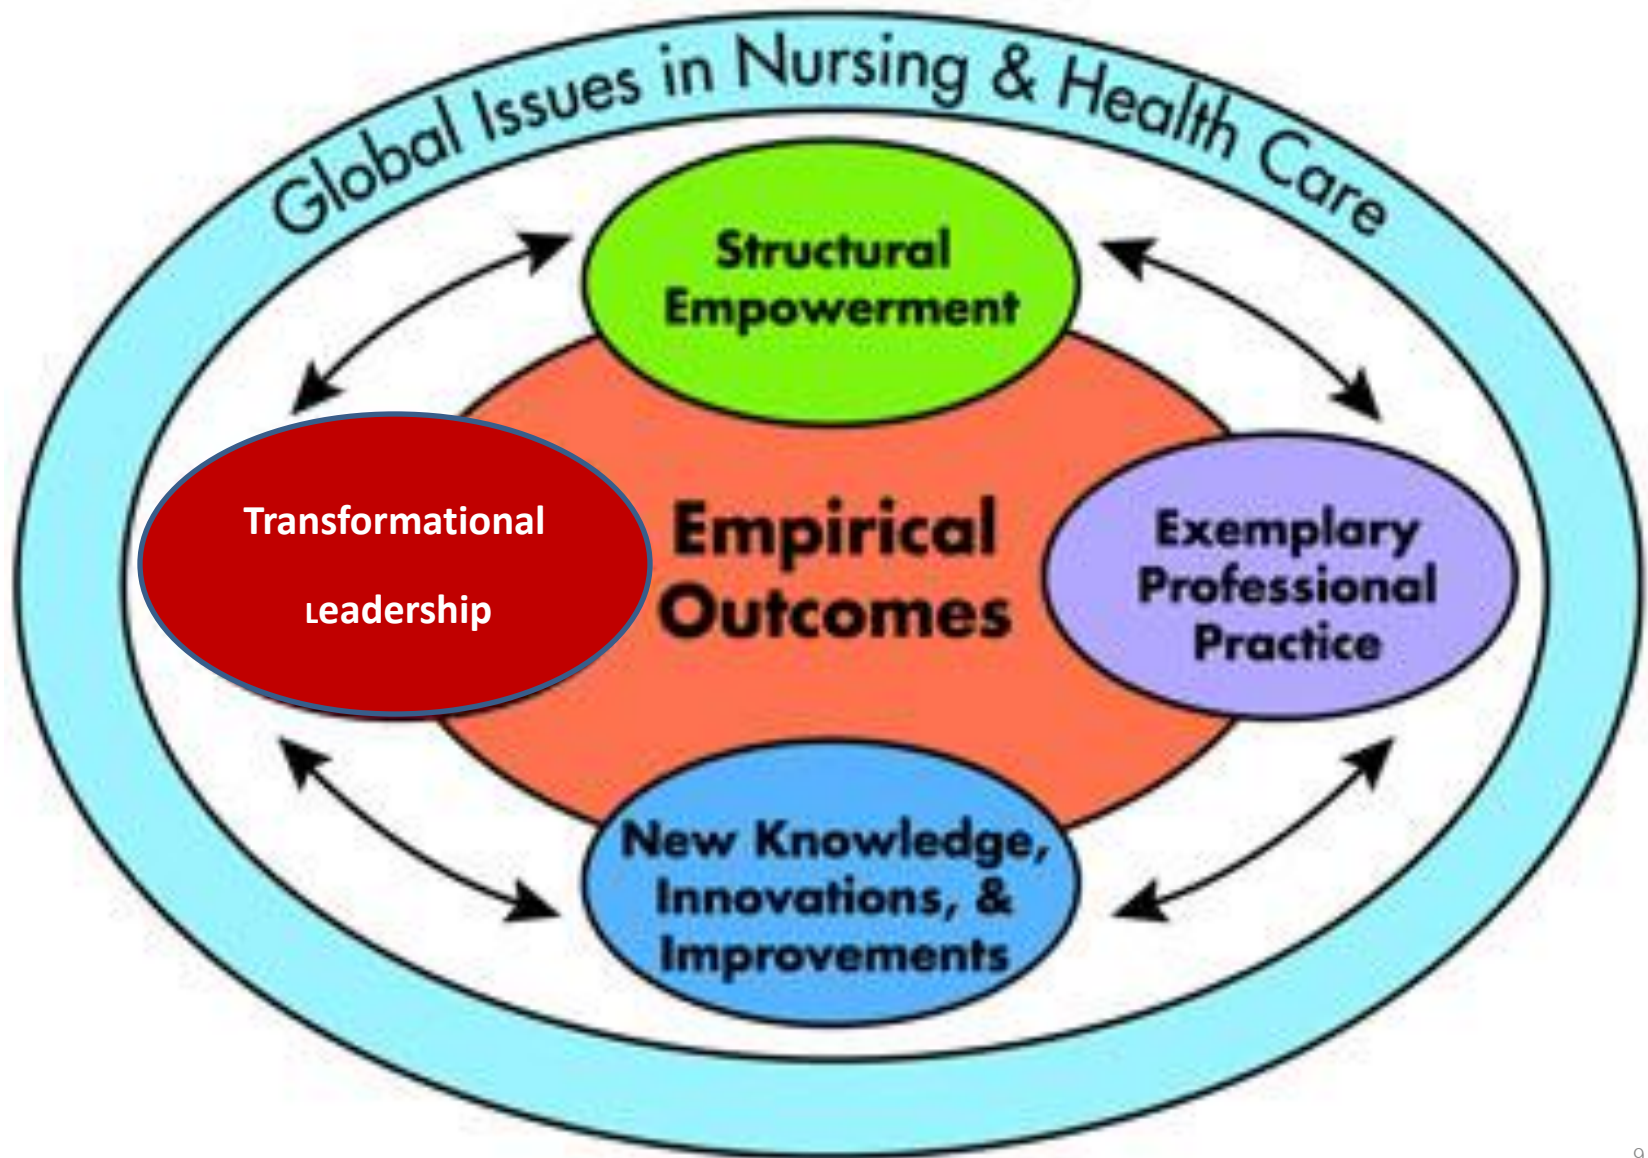 Global Issues in Nursing & Health Care
Structural
Empowerment
Transformational
Leadership
Empirical
Outcomes
Exemplary
Professional
Practice
New Knowledge,
Innovations, &
Improvements
9